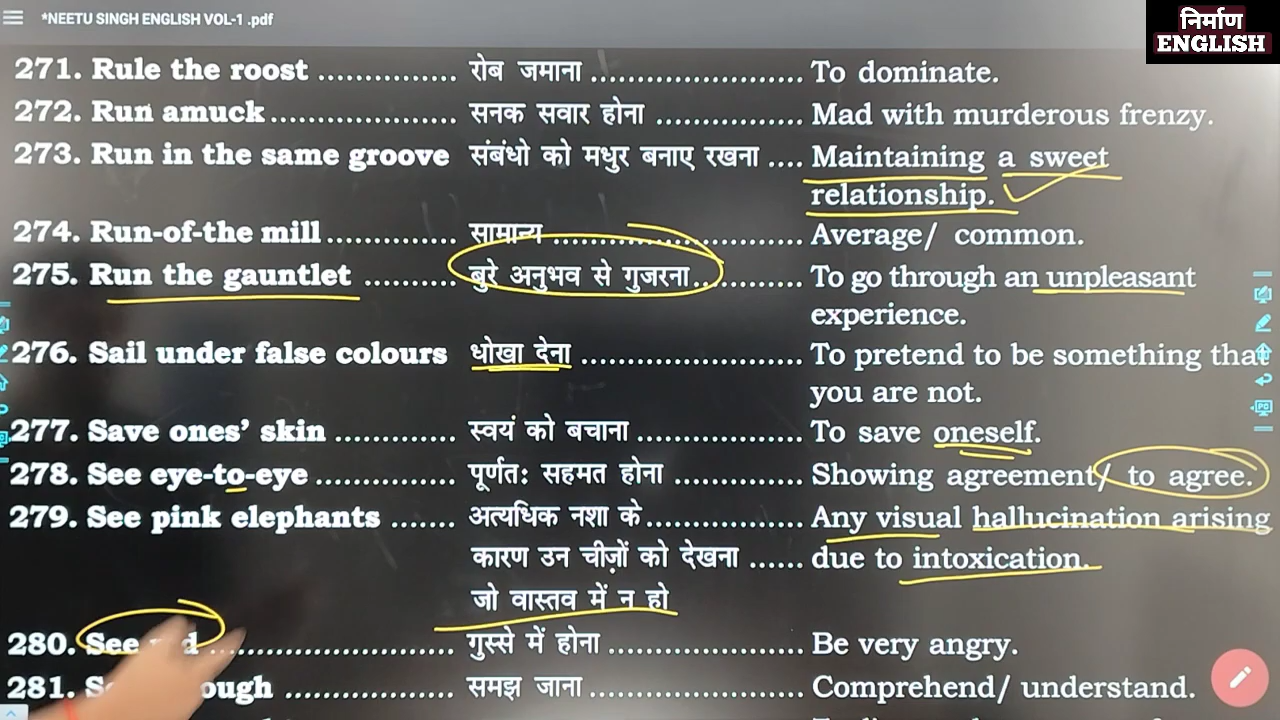 *NEETU SINGH ENGLISH VOL-1 .pdf
निर्माण
ENGLISH
271. Rule the roost ............... रोब जमाना ....................... To dominate.
272. Run amuck.................... सनक सवार होना ................ Mad with murderous frenzy.
273. Run in the same groove संबंधो को मधुर बनाए रखना .... Maintaining a sweet
relationship.
274. Run-of-the mill.............. सामान्य ........................... Average/ common.
275. Run the gauntlet .......... बुरे अनुभव से गुजरना............ To go through an unpleasant
experience.
276. Sail under false colours धोखा देना ........................ To pretend to be something that
you are not.
277. Save ones’ skin ............. स्वयं को बचाना .................. To save oneself.
278. See eye-to-eye ............... पूर्णतः सहमत होना ............... Showing agreement/ to agree.
279. See pink elephants ....... अत्यधिक नशा के................. Any visual hallucination arising
कारण उन चीज़ों को देखना ...... due to intoxication.
जो वास्तव में न हो
280. See ......................... गुस्से में होना ..................... Be very angry.
281. ................. समझ जाना ....................... Comprehend/ understand.